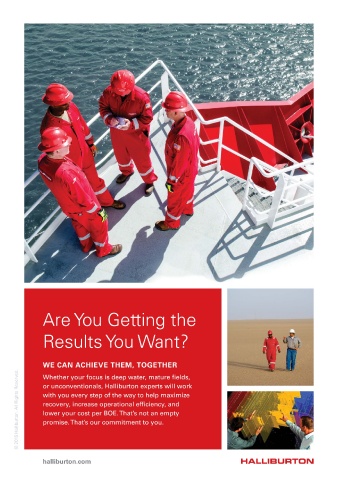 Are You Getting the
Results You Want?
WE CAN ACHIEVE THEM, TOGETHER
Whether your focus is deep water, mature fields,
or unconventionals, Halliburton experts will work
with you every step of the way to help maximize
recovery, increase operational efficiency, and
lower your cost per BOE. That's not an empty
promise. That's our commitment to you.
halliburton.com
HALLIBURTON
Halliburton. All Rights Reserved.